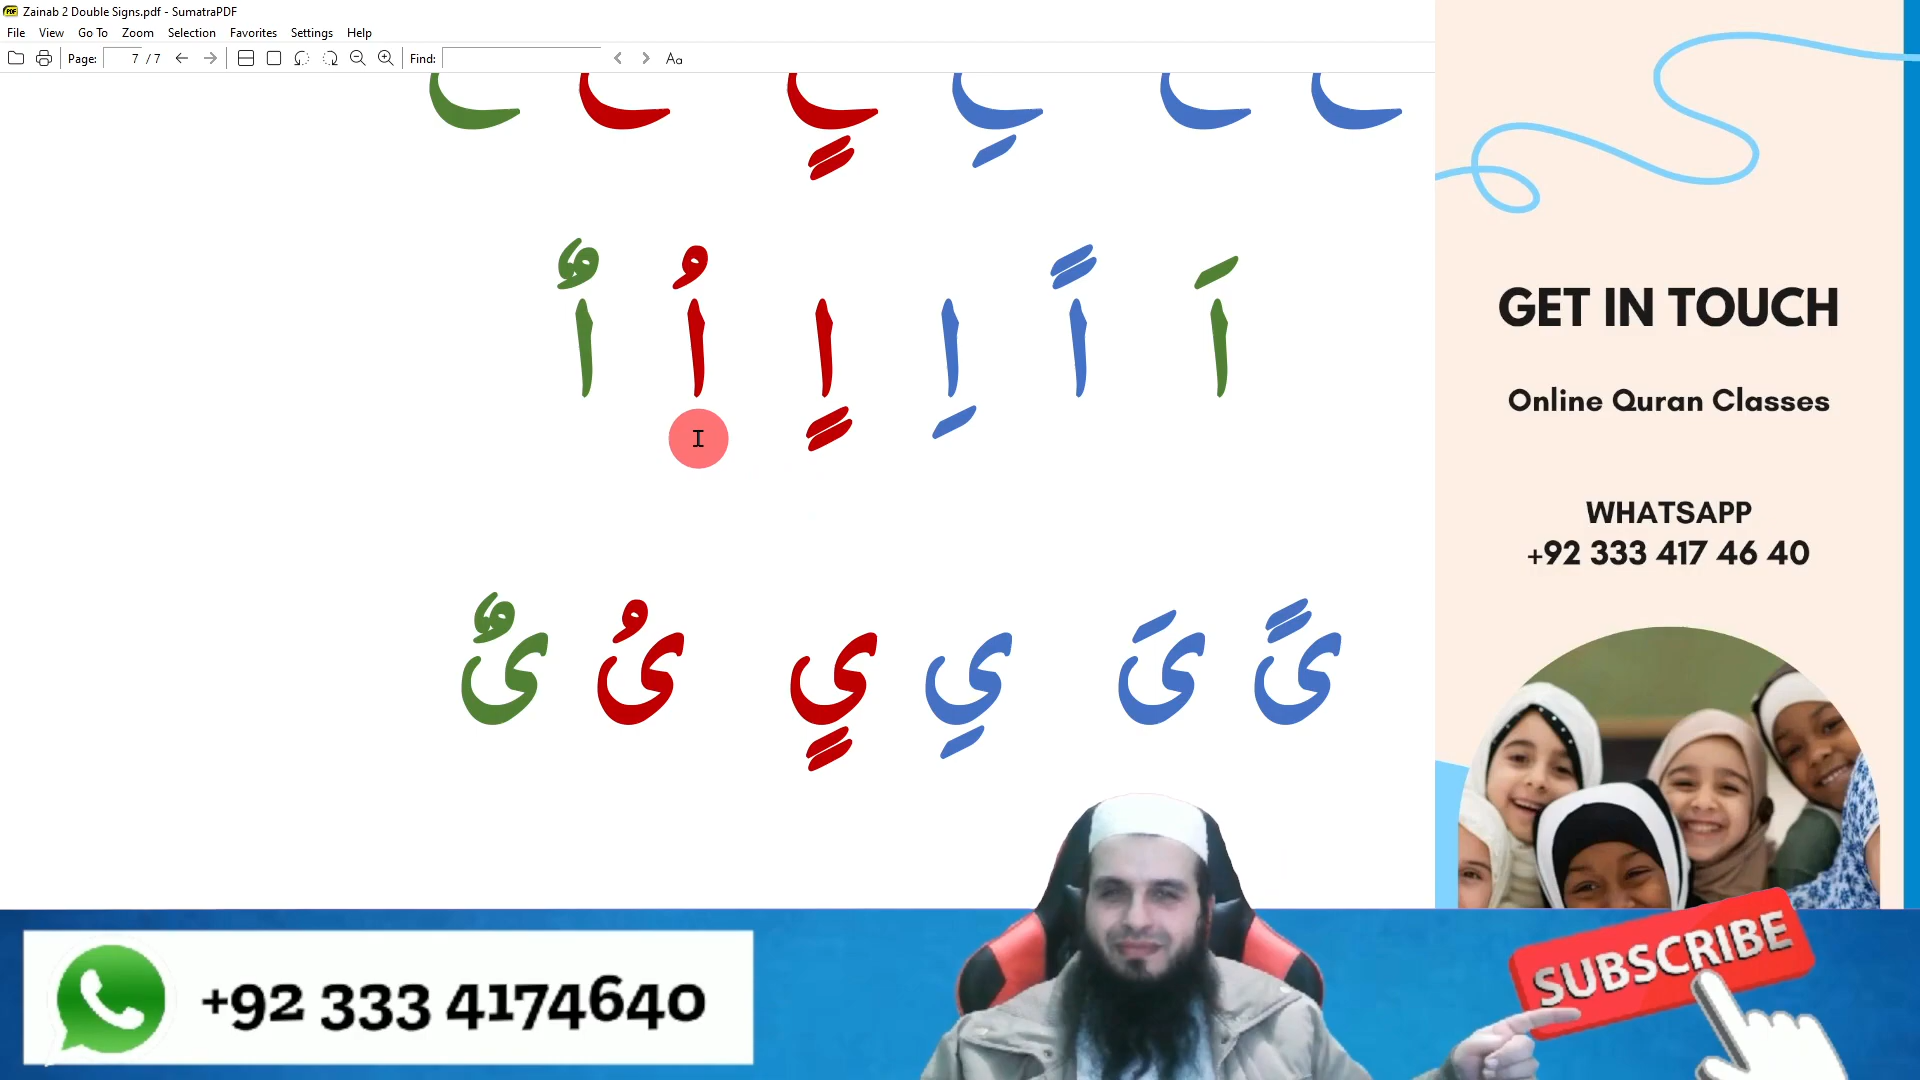 Zainab 2 Double Signs.pdf - SumatraPDF
File View Go To Zoom Selection Favorites Settings Help
Page: 7 / 7 Find: Aa
اَ اً اِ اٍ اُ اٌ
ىً ىَ يِ يٍ ىُ ىٌ
GET IN TOUCH
Online Quran Classes
WHATSAPP
+92 333 417 46 40
+92 333 4174640
SUBSCRIBE